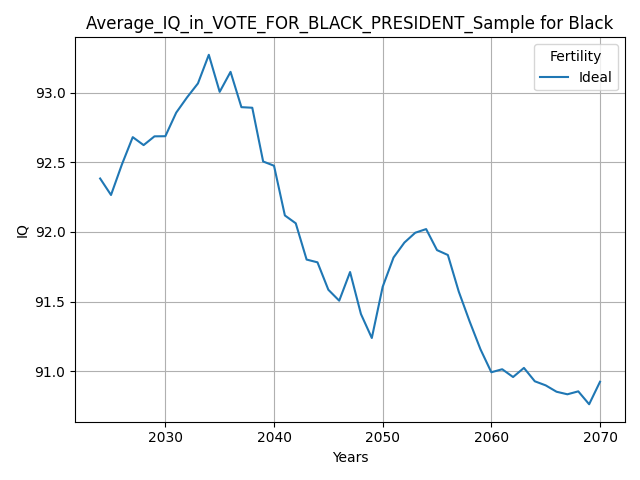 Average_IQ_in_VOTE_FOR_BLACK_PRESIDENT_Sample for Black
Fertility
Ideal
93.0
92.5
92.0
91.5
91.0
IQ
2030 2040 2050 2060 2070
Years